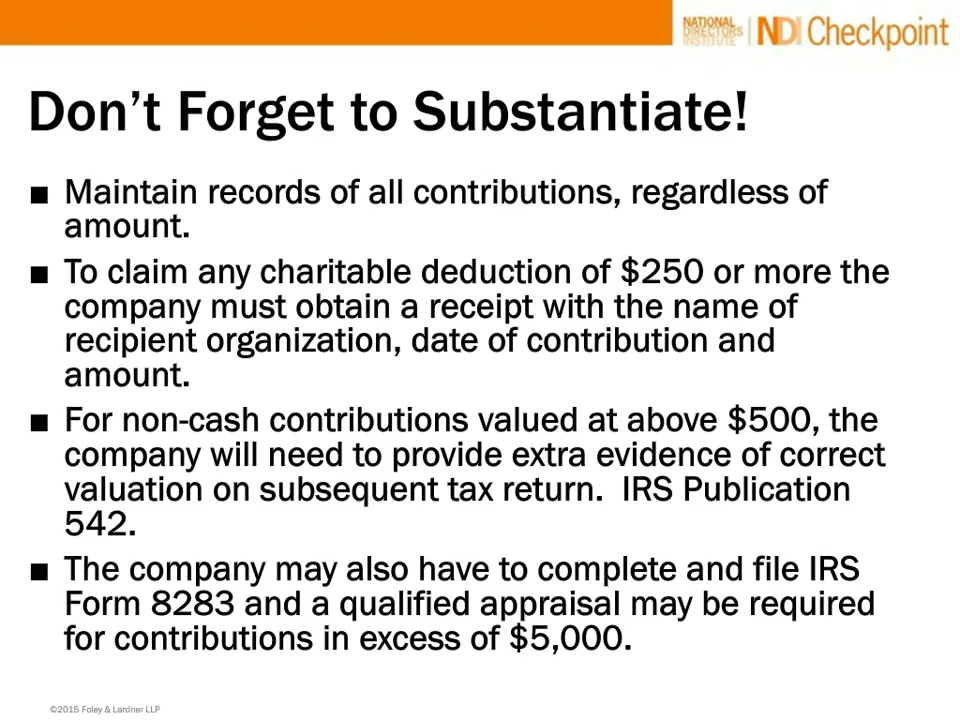 NATIONAL
DIRECTORS
INSTITUTE
NDI Checkpoint
Don’t Forget to Substantiate!
■ Maintain records of all contributions, regardless of
amount.
■ To claim any charitable deduction of $250 or more the
company must obtain a receipt with the name of
recipient organization, date of contribution and
amount.
■ For non-cash contributions valued at above $500, the
company will need to provide extra evidence of correct
valuation on subsequent tax return.  IRS Publication
542.
■ The company may also have to complete and file IRS
Form 8283 and a qualified appraisal may be required
for contributions in excess of $5,000.
©2015 Foley & Lardner LLP